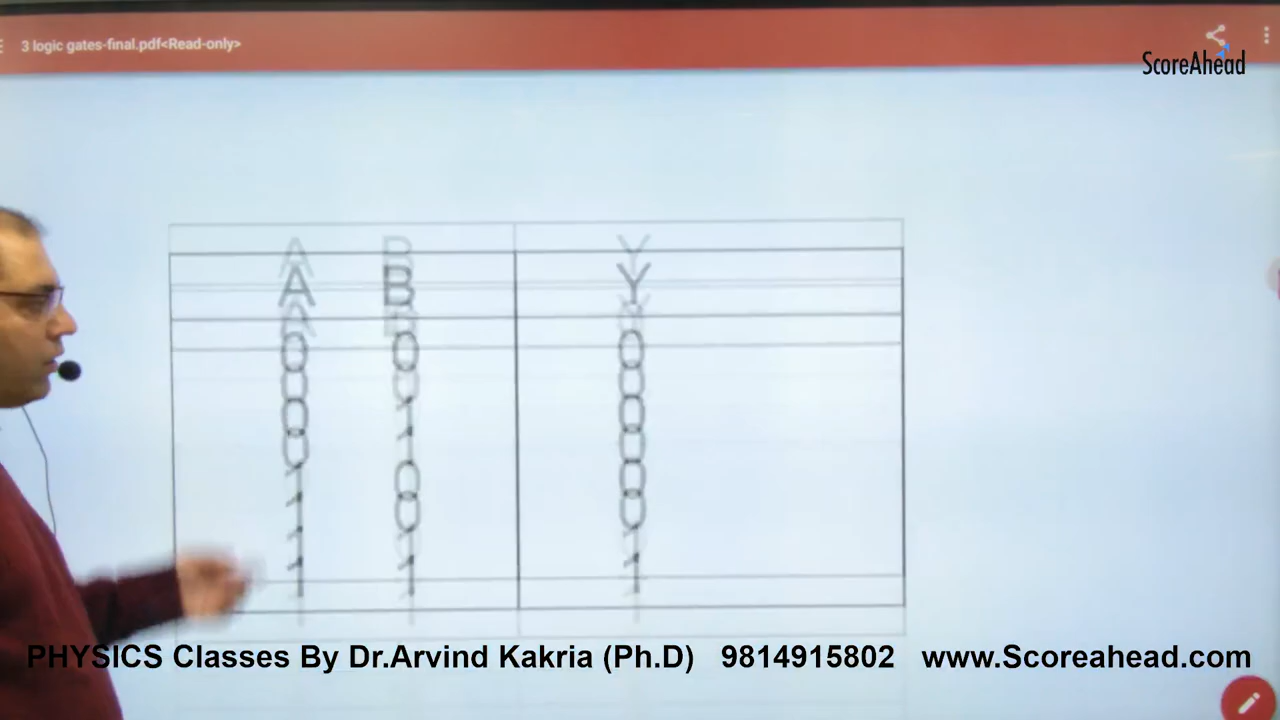 3 logic gates-final.pdf<Read-only>
ScoreAhead
A B Y
0 0 0
0 1 0
1 0 0
1 1 1
PHYSICS Classes By Dr.Arvind Kakria (Ph.D) 9814915802 www.Scoreahead.com